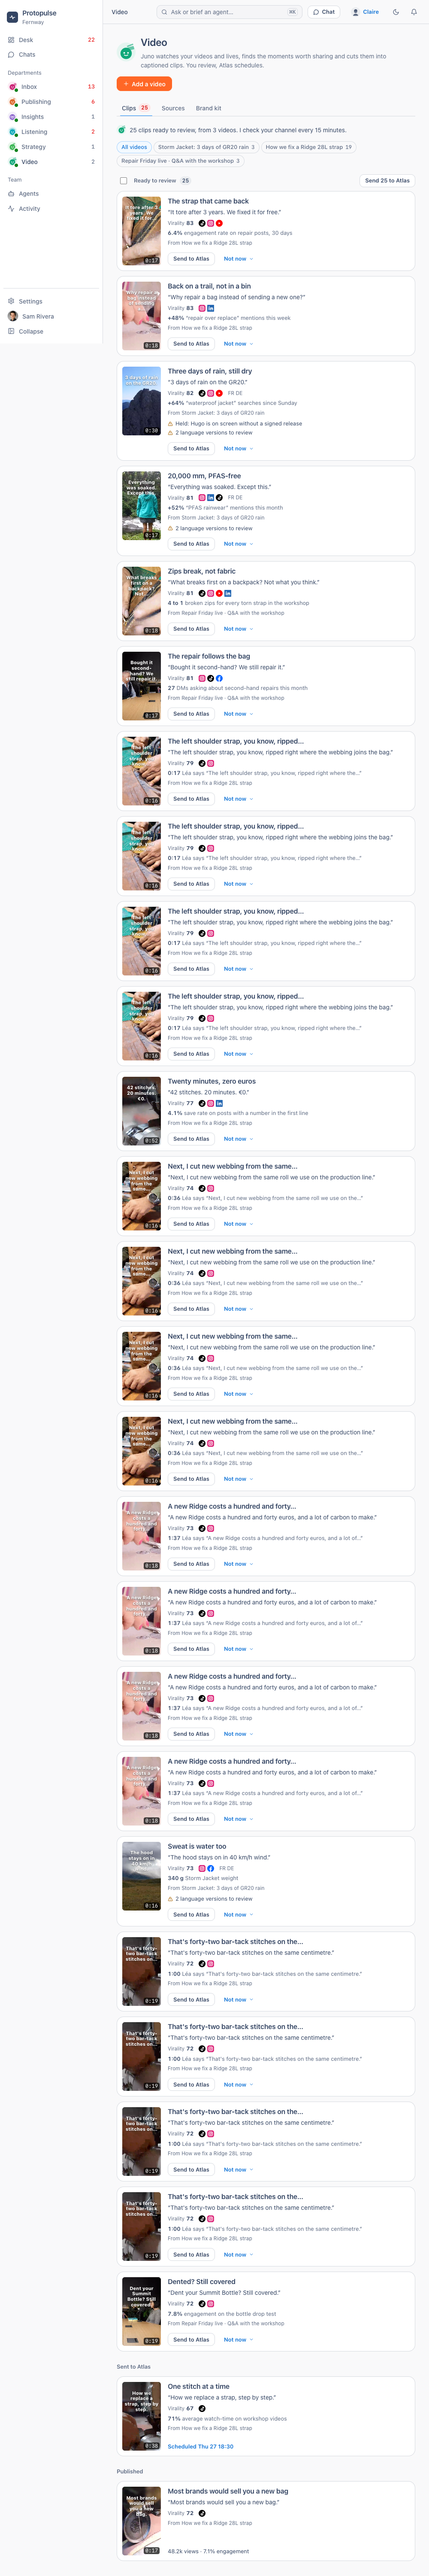 Protopulse
Fernway
Desk 22
Chats
Departments
Inbox 13
Publishing 6
Insights 1
Listening 2
Strategy 1
Video 2
Team
Agents
Activity
Settings
Sam Rivera
Collapse
Video
Ask or brief an agent... ⌘K
Chat
Claire
Video
Juno watches your videos and lives, finds the moments worth sharing and cuts them into captioned clips. You review, Atlas schedules.
+ Add a video
Clips 25 Sources Brand kit
25 clips ready to review, from 3 videos. I check your channel every 15 minutes.
All videos Storm Jacket: 3 days of GR20 rain 3 How we fix a Ridge 28L strap 19
Repair Friday live · Q&A with the workshop 3
Ready to review 25 Send 25 to Atlas
The strap that came back
"It tore after 3 years. We fixed it for free."
Virality 83
6.4% engagement rate on repair posts, 30 days
From How we fix a Ridge 28L strap
0:17
Send to Atlas Not now
Back on a trail, not in a bin
"Why repair a bag instead of sending a new one?"
Virality 83
+48% "repair over replace" mentions this week
From How we fix a Ridge 28L strap
0:18
Send to Atlas Not now
Three days of rain, still dry
"3 days of rain on the GR20."
Virality 82 FR DE
+64% "waterproof jacket" searches since Sunday
From Storm Jacket: 3 days of GR20 rain
Held: Hugo is on screen without a signed release
2 language versions to review
0:30
Send to Atlas Not now
20,000 mm, PFAS-free
"Everything was soaked. Except this."
Virality 81 FR DE
+52% "PFAS rainwear" mentions this month
From Storm Jacket: 3 days of GR20 rain
2 language versions to review
0:17
Send to Atlas Not now
Zips break, not fabric
"What breaks first on a backpack? Not what you think."
Virality 81
4 to 1 broken zips for every torn strap in the workshop
From Repair Friday live · Q&A with the workshop
0:18
Send to Atlas Not now
The repair follows the bag
"Bought it second-hand? We still repair it."
Virality 81
27 DMs asking about second-hand repairs this month
From Repair Friday live · Q&A with the workshop
0:17
Send to Atlas Not now
The left shoulder strap, you know, ripped...
"The left shoulder strap, you know, ripped right where the webbing joins the bag."
Virality 79
0:17 Léa says "The left shoulder strap, you know, ripped right where the..."
From How we fix a Ridge 28L strap
0:16
Send to Atlas Not now
The left shoulder strap, you know, ripped...
"The left shoulder strap, you know, ripped right where the webbing joins the bag."
Virality 79
0:17 Léa says "The left shoulder strap, you know, ripped right where the..."
From How we fix a Ridge 28L strap
0:16
Send to Atlas Not now
The left shoulder strap, you know, ripped...
"The left shoulder strap, you know, ripped right where the webbing joins the bag."
Virality 79
0:17 Léa says "The left shoulder strap, you know, ripped right where the..."
From How we fix a Ridge 28L strap
0:16
Send to Atlas Not now
The left shoulder strap, you know, ripped...
"The left shoulder strap, you know, ripped right where the webbing joins the bag."
Virality 79
0:17 Léa says "The left shoulder strap, you know, ripped right where the..."
From How we fix a Ridge 28L strap
0:16
Send to Atlas Not now
Twenty minutes, zero euros
"42 stitches. 20 minutes. €0."
Virality 77
4.1% save rate on posts with a number in the first line
From How we fix a Ridge 28L strap
0:52
Send to Atlas Not now
Next, I cut new webbing from the same...
"Next, I cut new webbing from the same roll we use on the production line."
Virality 74
0:36 Léa says "Next, I cut new webbing from the same roll we use on the..."
From How we fix a Ridge 28L strap
0:16
Send to Atlas Not now
Next, I cut new webbing from the same...
"Next, I cut new webbing from the same roll we use on the production line."
Virality 74
0:36 Léa says "Next, I cut new webbing from the same roll we use on the..."
From How we fix a Ridge 28L strap
0:16
Send to Atlas Not now
Next, I cut new webbing from the same...
"Next, I cut new webbing from the same roll we use on the production line."
Virality 74
0:36 Léa says "Next, I cut new webbing from the same roll we use on the..."
From How we fix a Ridge 28L strap
0:16
Send to Atlas Not now
Next, I cut new webbing from the same...
"Next, I cut new webbing from the same roll we use on the production line."
Virality 74
0:36 Léa says "Next, I cut new webbing from the same roll we use on the..."
From How we fix a Ridge 28L strap
0:16
Send to Atlas Not now
A new Ridge costs a hundred and forty...
"A new Ridge costs a hundred and forty euros, and a lot of carbon to make."
Virality 73
1:37 Léa says "A new Ridge costs a hundred and forty euros, and a lot of..."
From How we fix a Ridge 28L strap
0:18
Send to Atlas Not now
A new Ridge costs a hundred and forty...
"A new Ridge costs a hundred and forty euros, and a lot of carbon to make."
Virality 73
1:37 Léa says "A new Ridge costs a hundred and forty euros, and a lot of..."
From How we fix a Ridge 28L strap
0:18
Send to Atlas Not now
A new Ridge costs a hundred and forty...
"A new Ridge costs a hundred and forty euros, and a lot of carbon to make."
Virality 73
1:37 Léa says "A new Ridge costs a hundred and forty euros, and a lot of..."
From How we fix a Ridge 28L strap
0:18
Send to Atlas Not now
A new Ridge costs a hundred and forty...
"A new Ridge costs a hundred and forty euros, and a lot of carbon to make."
Virality 73
1:37 Léa says "A new Ridge costs a hundred and forty euros, and a lot of..."
From How we fix a Ridge 28L strap
0:18
Send to Atlas Not now
Sweat is water too
"The hood stays on in 40 km/h wind."
Virality 73 FR DE
340 g Storm Jacket weight
From Storm Jacket: 3 days of GR20 rain
2 language versions to review
0:16
Send to Atlas Not now
That's forty-two bar-tack stitches on the...
"That's forty-two bar-tack stitches on the same centimetre."
Virality 72
1:00 Léa says "That's forty-two bar-tack stitches on the same centimetre."
From How we fix a Ridge 28L strap
0:19
Send to Atlas Not now
That's forty-two bar-tack stitches on the...
"That's forty-two bar-tack stitches on the same centimetre."
Virality 72
1:00 Léa says "That's forty-two bar-tack stitches on the same centimetre."
From How we fix a Ridge 28L strap
0:19
Send to Atlas Not now
That's forty-two bar-tack stitches on the...
"That's forty-two bar-tack stitches on the same centimetre."
Virality 72
1:00 Léa says "That's forty-two bar-tack stitches on the same centimetre."
From How we fix a Ridge 28L strap
0:19
Send to Atlas Not now
That's forty-two bar-tack stitches on the...
"That's forty-two bar-tack stitches on the same centimetre."
Virality 72
1:00 Léa says "That's forty-two bar-tack stitches on the same centimetre."
From How we fix a Ridge 28L strap
0:19
Send to Atlas Not now
Dented? Still covered
"Dent your Summit Bottle? Still covered."
Virality 72
7.8% engagement on the bottle drop test
From Repair Friday live · Q&A with the workshop
0:19
Send to Atlas Not now
Sent to Atlas
One stitch at a time
"How we replace a strap, step by step."
Virality 67
71% average watch-time on workshop videos
From How we fix a Ridge 28L strap
0:38
Scheduled Thu 27 18:30
Published
Most brands would sell you a new bag
"Most brands would sell you a new bag."
Virality 72
From How we fix a Ridge 28L strap
0:17
48.2k views · 7.1% engagement